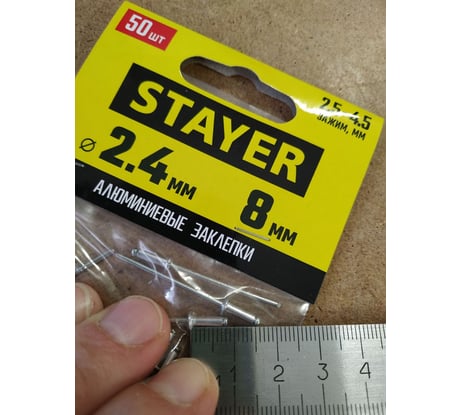 50 шт
STAYER
2.5-4.5
ЗАЖИМ, ММ
⌀ 2.4 мм
8 мм
АЛЮМИНИЕВЫЕ ЗАКЛЕПКИ
1 2 3 4